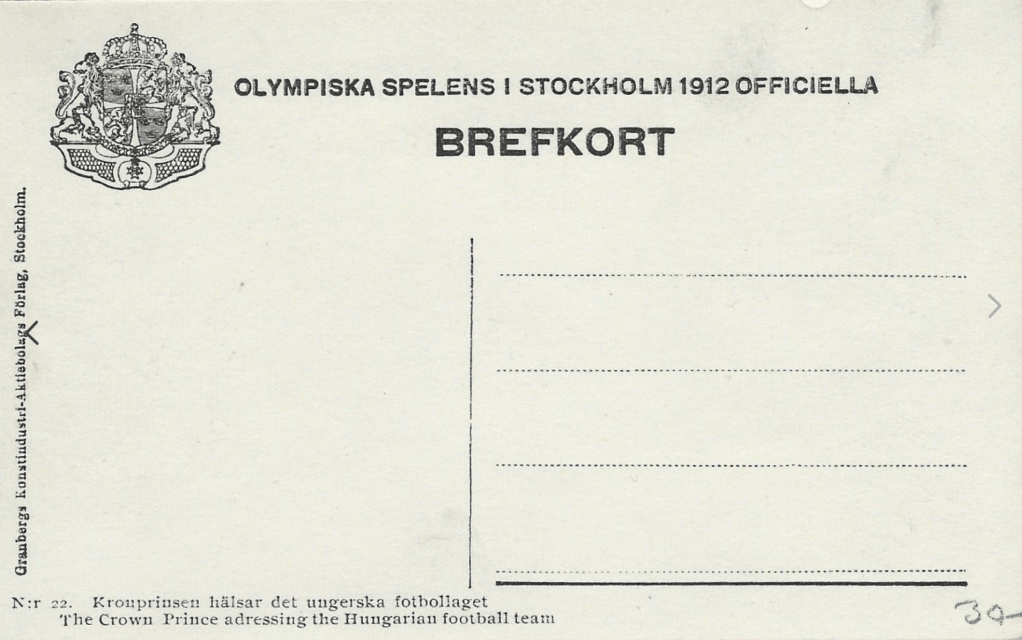 OLYMPISKA SPELENS I STOCKHOLM 1912 OFFICIELLA
BREFKORT
Granbergs Konstindustri-Aktiebolags Förlag, Stockholm.
N:r 22. Kronprinsen hälsar det ungerska fotbollaget
The Crown Prince adressing the Hungarian football team
30-